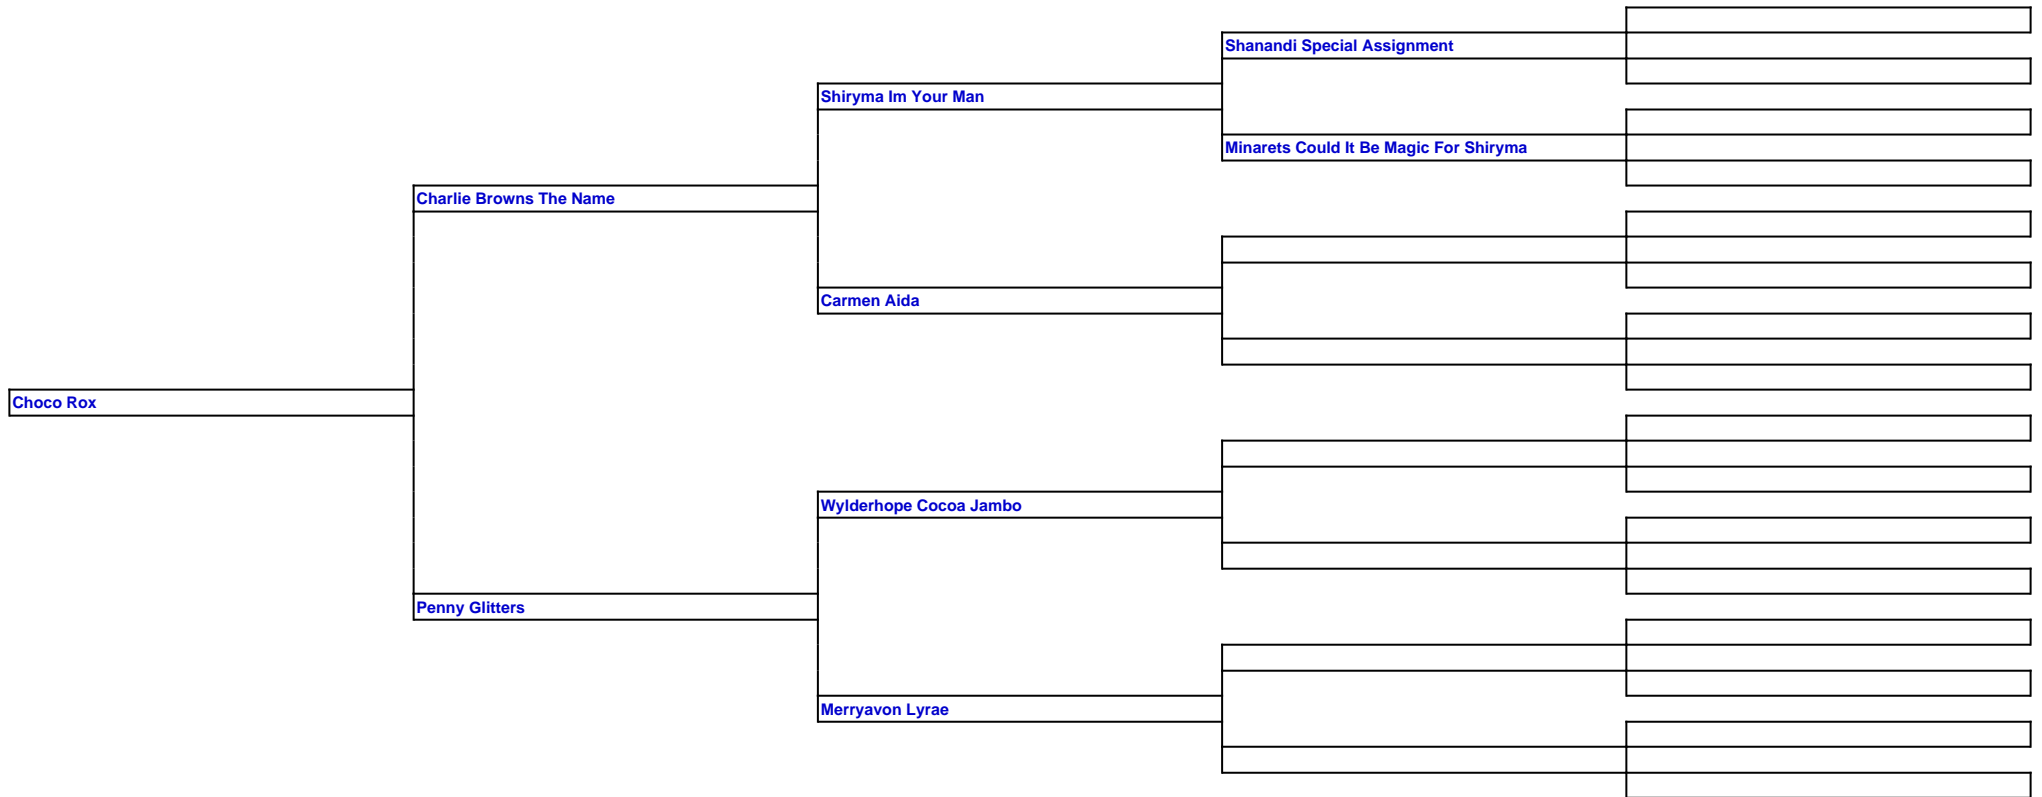 Shanandi Special Assignment
Shiryma Im Your Man
Minarets Could It Be Magic For Shiryma
Charlie Browns The Name
Carmen Aida
Choco Rox
Wylderhope Cocoa Jambo
Penny Glitters
Merryavon Lyrae